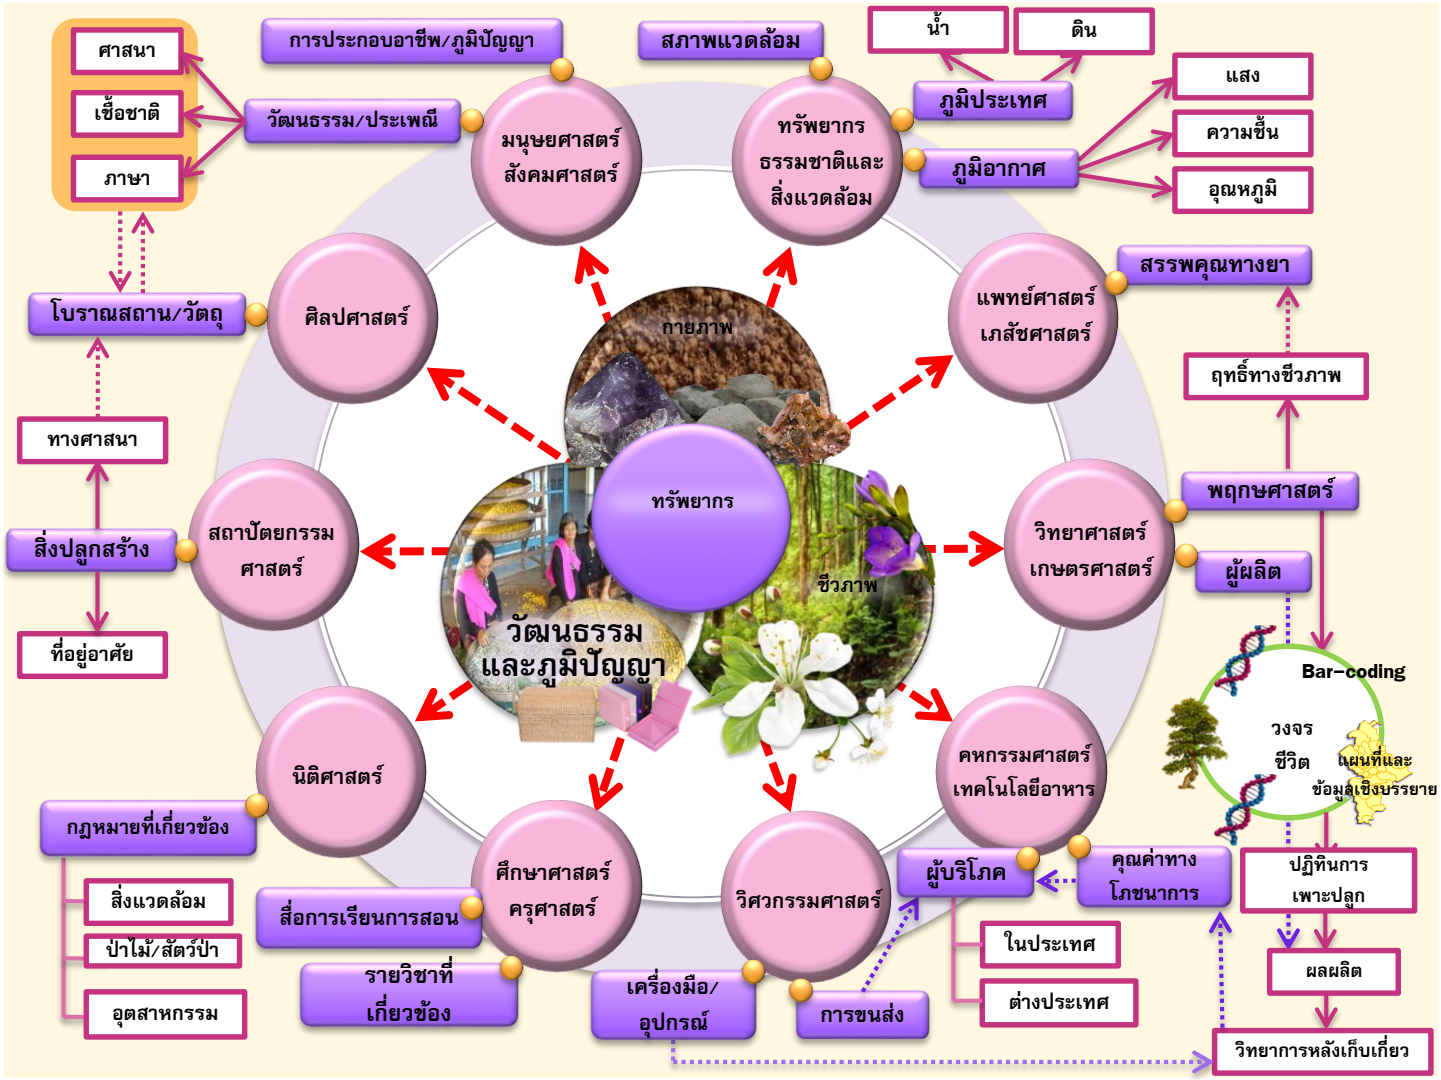 ศาสนา
เชื้อชาติ
ภาษา
การประกอบอาชีพ/ภูมิปัญญา
วัฒนธรรม/ประเพณี
สภาพแวดล้อม
น้ำ
ดิน
ภูมิประเทศ
ภูมิอากาศ
แสง
ความชื้น
อุณหภูมิ
มนุษยศาสตร์
สังคมศาสตร์
ทรัพยากร
ธรรมชาติและ
สิ่งแวดล้อม
โบราณสถาน/วัตถุ
ศิลปศาสตร์
แพทย์ศาสตร์
เภสัชศาสตร์
สรรพคุณทางยา
ฤทธิ์ทางชีวภาพ
กายภาพ
ทรัพยากร
ชีวภาพ
วัฒนธรรม
และภูมิปัญญา
ทางศาสนา
สิ่งปลูกสร้าง
ที่อยู่อาศัย
สถาปัตยกรรม
ศาสตร์
วิทยาศาสตร์
เกษตรศาสตร์
พฤกษศาสตร์
ผู้ผลิต
Bar-coding
วงจร
ชีวิต
แผนที่และ
ข้อมูลเชิงบรรยาย
นิติศาสตร์
กฎหมายที่เกี่ยวข้อง
สิ่งแวดล้อม
ป่าไม้/สัตว์ป่า
อุตสาหกรรม
ศึกษาศาสตร์
ครุศาสตร์
สื่อการเรียนการสอน
รายวิชาที่
เกี่ยวข้อง
วิศวกรรมศาสตร์
เครื่องมือ/
อุปกรณ์
การขนส่ง
คหกรรมศาสตร์
เทคโนโลยีอาหาร
ผู้บริโภค
คุณค่าทาง
โภชนาการ
ในประเทศ
ต่างประเทศ
ปฏิทินการ
เพาะปลูก
ผลผลิต
วิทยาการหลังเก็บเกี่ยว